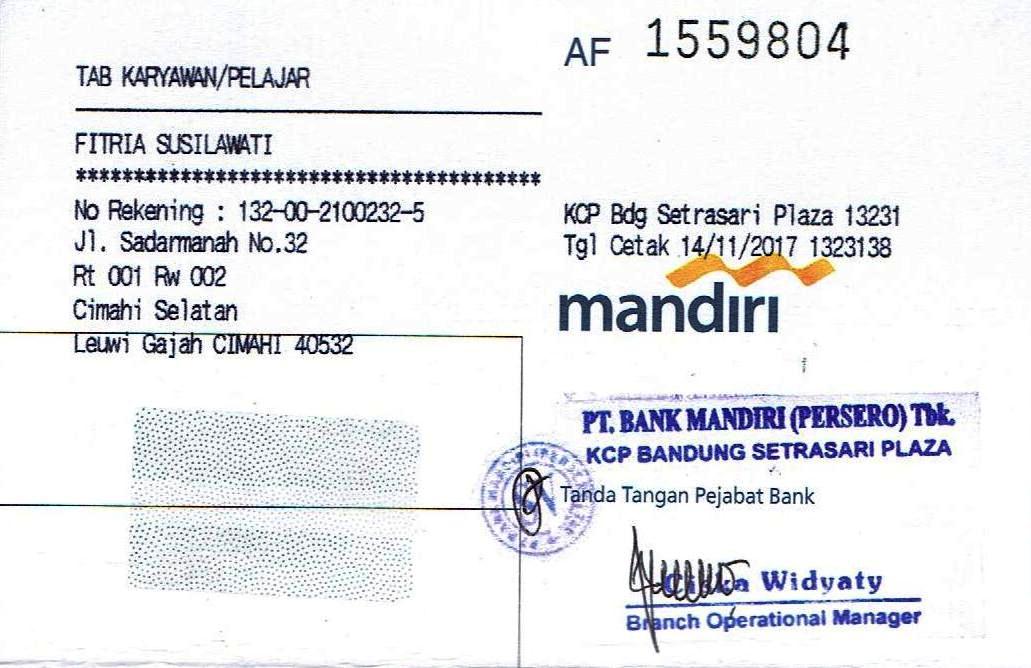 AF 1559804
TAB KARYAWAN/PELAJAR
FITRIA SUSILAWATI
****************************************
No Rekening : 132-00-2100232-5
Jl. Sadarmanah No.32
Rt 001 Rw 002
Cimahi Selatan
Leuwi Gajah CIMAHI 40532
KCP Bdg Setrasari Plaza 13231
Tgl Cetak 14/11/2017 1323138
mandiri
PT. BANK MANDIRI (PERSERO) Tbk.
KCP BANDUNG SETRASARI PLAZA
Tanda Tangan Pejabat Bank
Widyaty
Branch Operational Manager